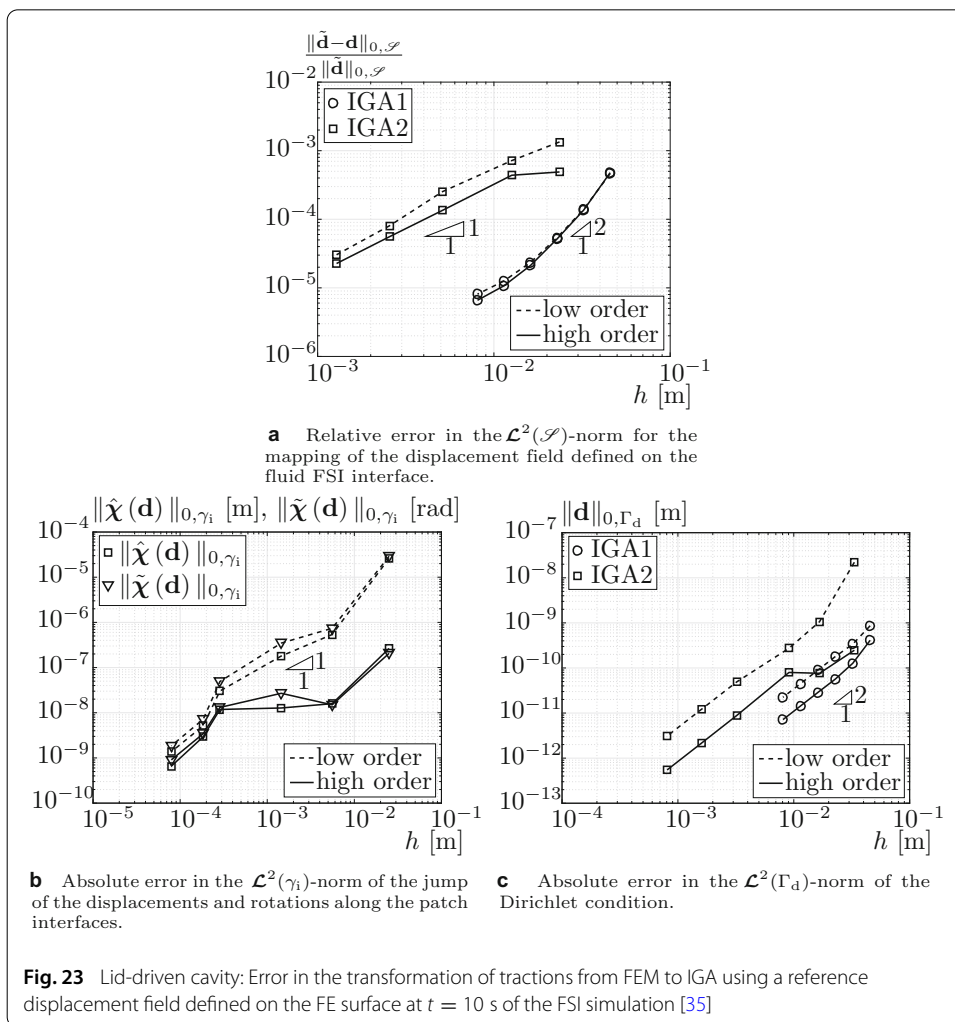 ‖d̃−d‖₀,𝒮
‖d̃‖₀,𝒮
10⁻²
10⁻³
10⁻⁴
10⁻⁵
10⁻⁶
IGA1
IGA2
1
1
2
1
low order
high order
10⁻³ 10⁻² 10⁻¹
h [m]
a Relative error in the 𝓛²(𝒮)-norm for the
mapping of the displacement field defined on the
fluid FSI interface.
‖χ̂(d)‖₀,γᵢ [m], ‖χ̃(d)‖₀,γᵢ [rad]
10⁻⁴
10⁻⁵
10⁻⁶
10⁻⁷
10⁻⁸
10⁻⁹
10⁻¹⁰
‖χ̂(d)‖₀,γᵢ
‖χ̃(d)‖₀,γᵢ
1
1
low order
high order
10⁻⁵ 10⁻⁴ 10⁻³ 10⁻² 10⁻¹
h [m]
b Absolute error in the 𝓛²(γᵢ)-norm of the jump
of the displacements and rotations along the patch
interfaces.
‖d‖₀,Γ_d [m]
10⁻⁷
10⁻⁸
10⁻⁹
10⁻¹⁰
10⁻¹¹
10⁻¹²
10⁻¹³
IGA1
IGA2
2
1
low order
high order
10⁻⁴ 10⁻³ 10⁻² 10⁻¹
h [m]
c Absolute error in the 𝓛²(Γ_d)-norm of the
Dirichlet condition.
Fig. 23 Lid-driven cavity: Error in the transformation of tractions from FEM to IGA using a reference
displacement field defined on the FE surface at t = 10 s of the FSI simulation [35]